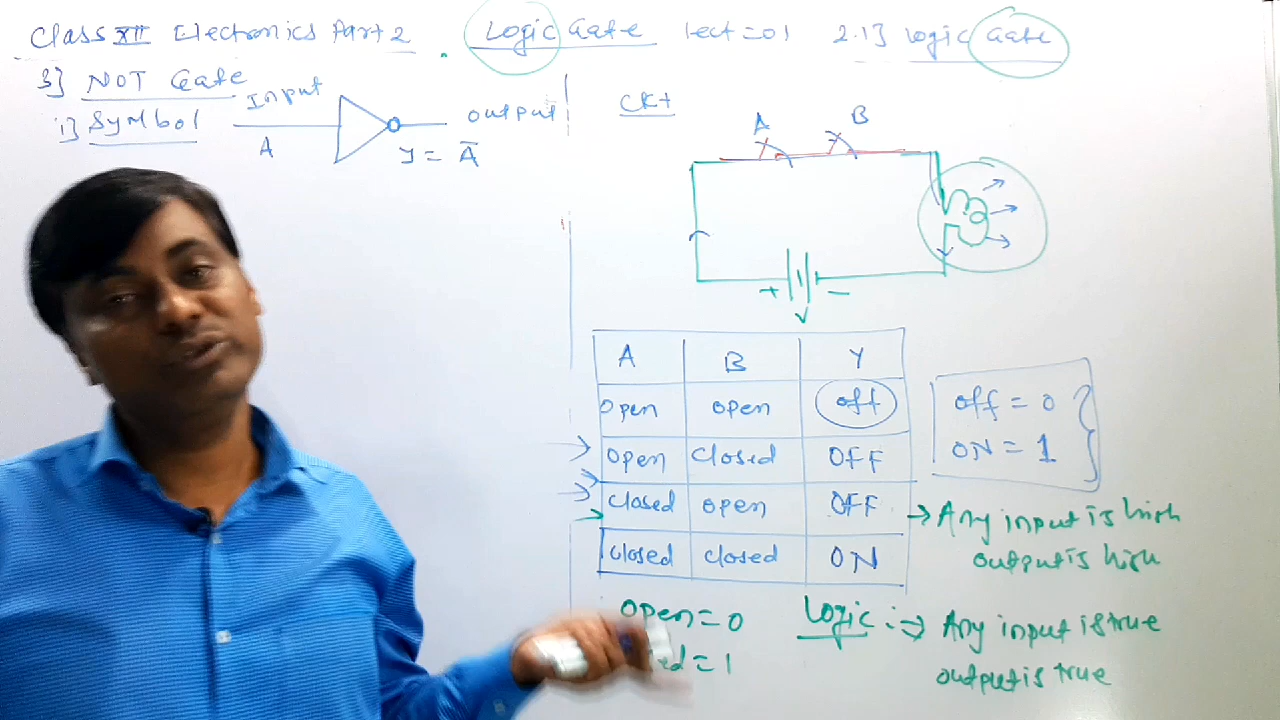 Class XII Electronics Part 2 Logic Gate Lect=01 2.13 Logic Gate
3] NOT Gate
i] Symbol
Input
A
output
y = Ā
CKt
A B
+ −
A B Y
Open open off
Open closed OFF
closed open OFF
closed closed ON
off = 0
ON = 1
→ Any input is high
output is high
Open = 0
= 1
Logic :→ Any input is true
output is true